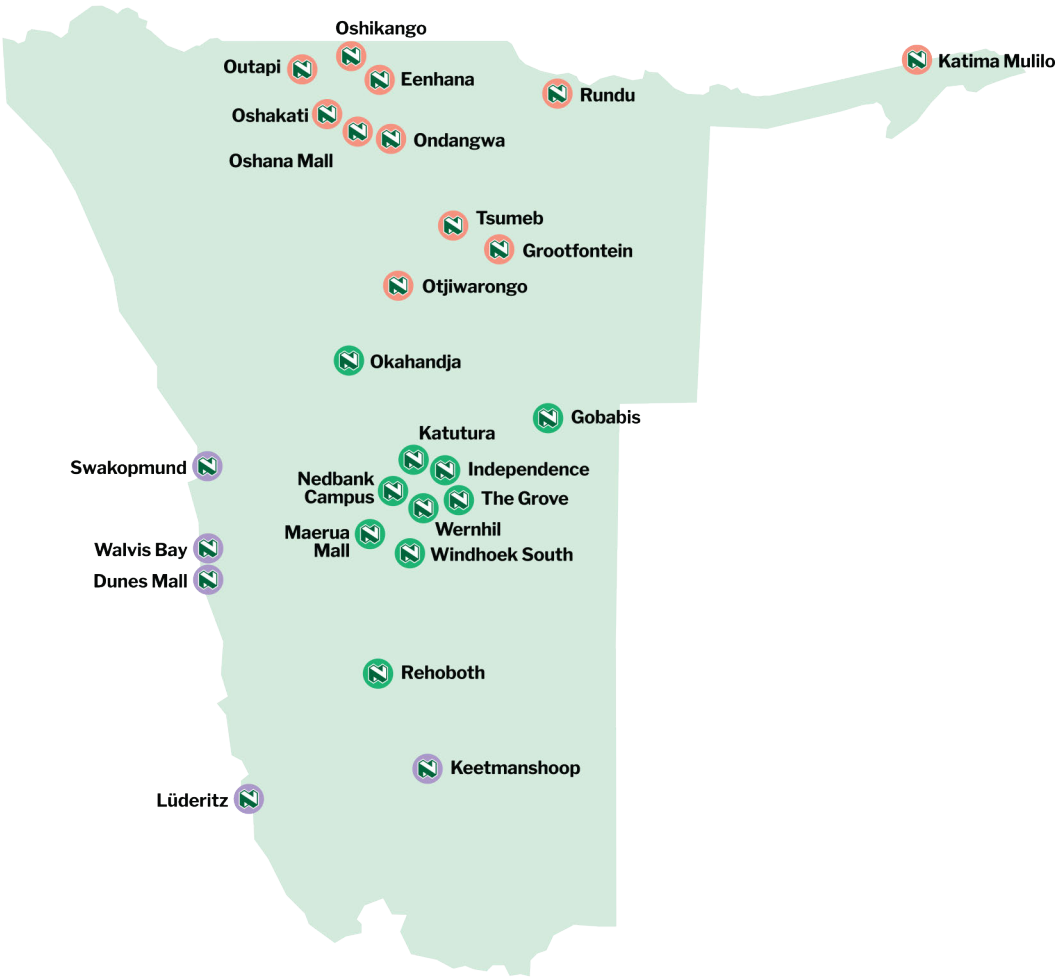 Oshikango
Outapi
Eenhana
Katima Mulilo
Rundu
Oshakati
Ondangwa
Oshana Mall
Tsumeb
Grootfontein
Otjiwarongo
Okahandja
Gobabis
Katutura
Swakopmund
Independence
Nedbank
Campus
The Grove
Wernhil
Maerua
Mall
Walvis Bay
Windhoek South
Dunes Mall
Rehoboth
Keetmanshoop
Lüderitz